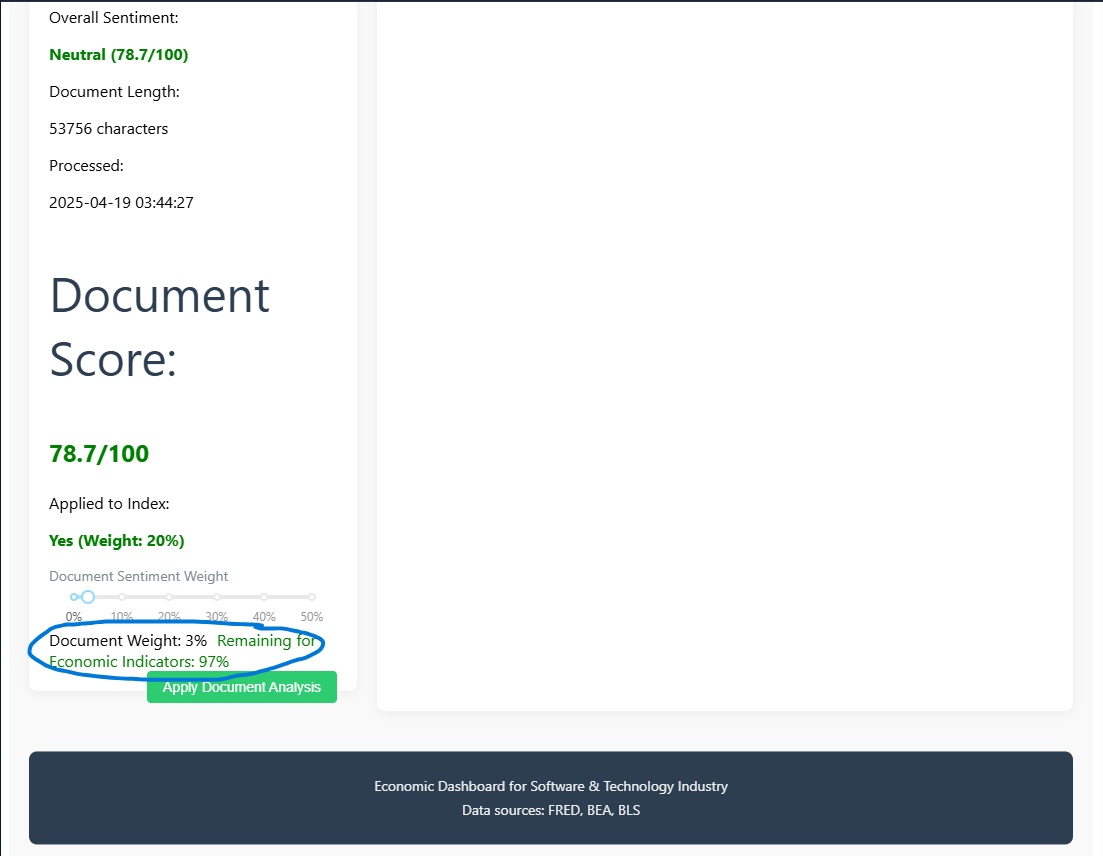 Overall Sentiment:
Neutral (78.7/100)
Document Length:
53756 characters
Processed:
2025-04-19 03:44:27
Document
Score:
78.7/100
Applied to Index:
Yes (Weight: 20%)
Document Sentiment Weight
0% 10% 20% 30% 40% 50%
Document Weight: 3% Remaining for
Economic Indicators: 97%
Apply Document Analysis
Economic Dashboard for Software & Technology Industry
Data sources: FRED, BEA, BLS